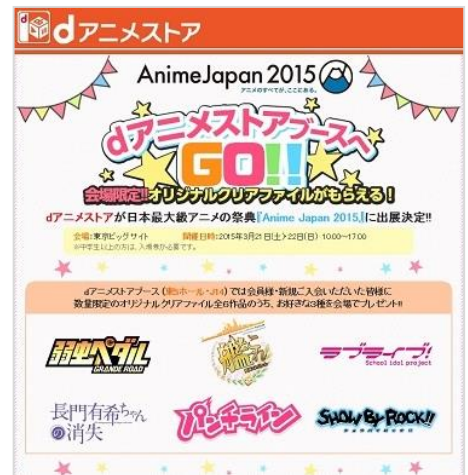 dアニメストア
AnimeJapan 2015
アニメのすべてが、ここにある。
dアニメストアブースへ
GO!!
会場限定!!オリジナルクリアファイルがもらえる!
dアニメストアが日本最大級アニメの祭典『Anime Japan 2015』に出展決定!!
会場:東京ビッグサイト 開催日時:2015年3月21日(土)・22日(日) 10:00〜17:00
※中学生以上の方は、入場券が必要です。
dアニメストアブース(東5ホール・J14)では会員様・新規ご入会いただいた皆様に
数量限定のオリジナルクリアファイル全6作品のうち、お好きな3種を会場でプレゼント!!
弱虫ペダル
GRANDE ROAD
艦これ
ラブライブ!
School idol project
長門有希ちゃん
の消失
パンチライン
SHOW BY ROCK!!